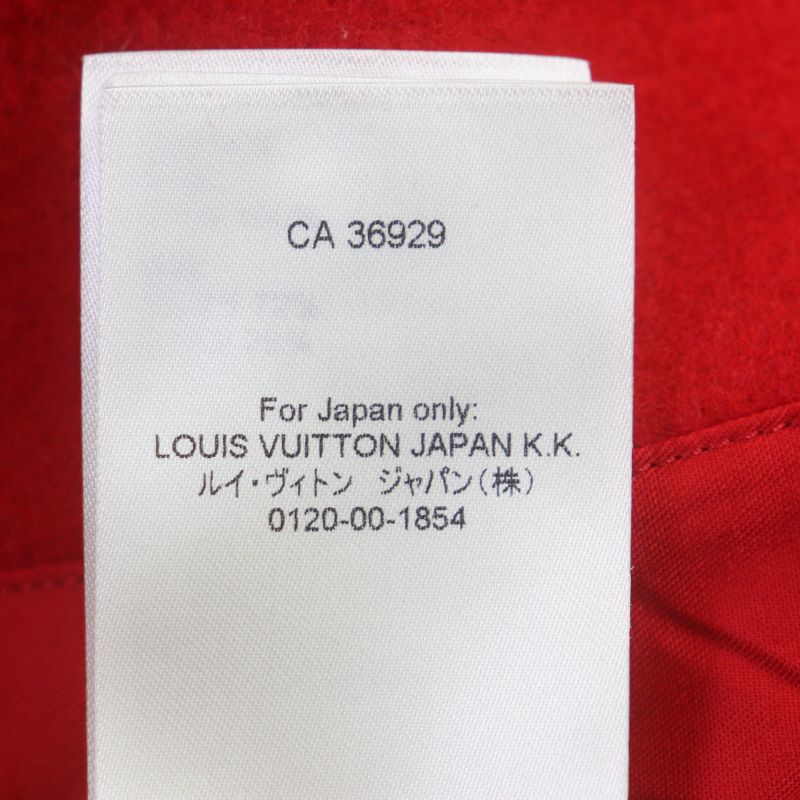 CA 36929
For Japan only:
LOUIS VUITTON JAPAN K.K.
ルイ・ヴィトン ジャパン(株)
0120-00-1854